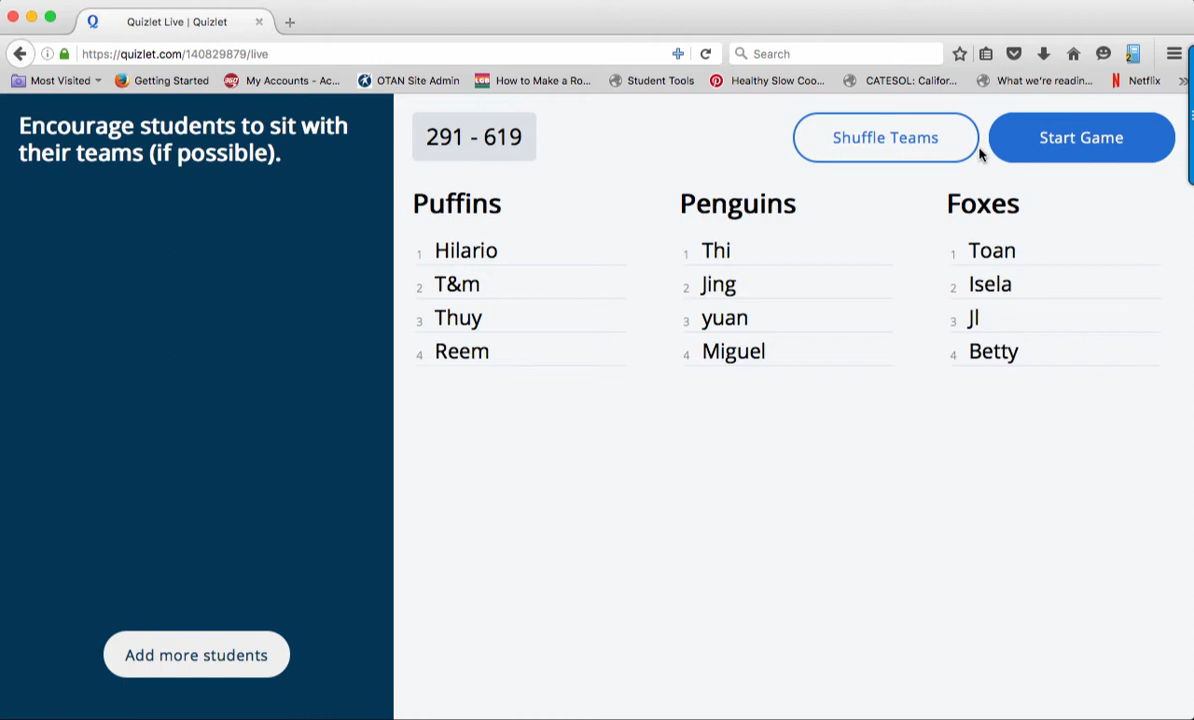 Quizlet Live | Quizlet
https://quizlet.com/140829879/live
Search
Most Visited
Getting Started
My Accounts - Ac...
OTAN Site Admin
How to Make a Ro...
Student Tools
Healthy Slow Coo...
CATESOL: Califor...
What we're readin...
Netflix
Encourage students to sit with
their teams (if possible).
Add more students
291 - 619
Shuffle Teams
Start Game
Puffins
1 Hilario
2 T&m
3 Thuy
4 Reem
Penguins
1 Thi
2 Jing
3 yuan
4 Miguel
Foxes
1 Toan
2 Isela
3 Jl
4 Betty